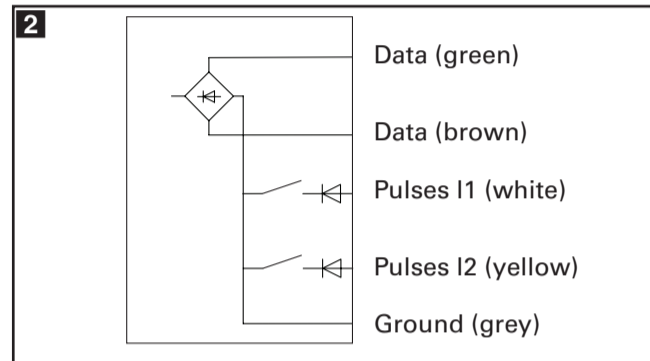 2
Data (green)
Data (brown)
Pulses I1 (white)
Pulses I2 (yellow)
Ground (grey)